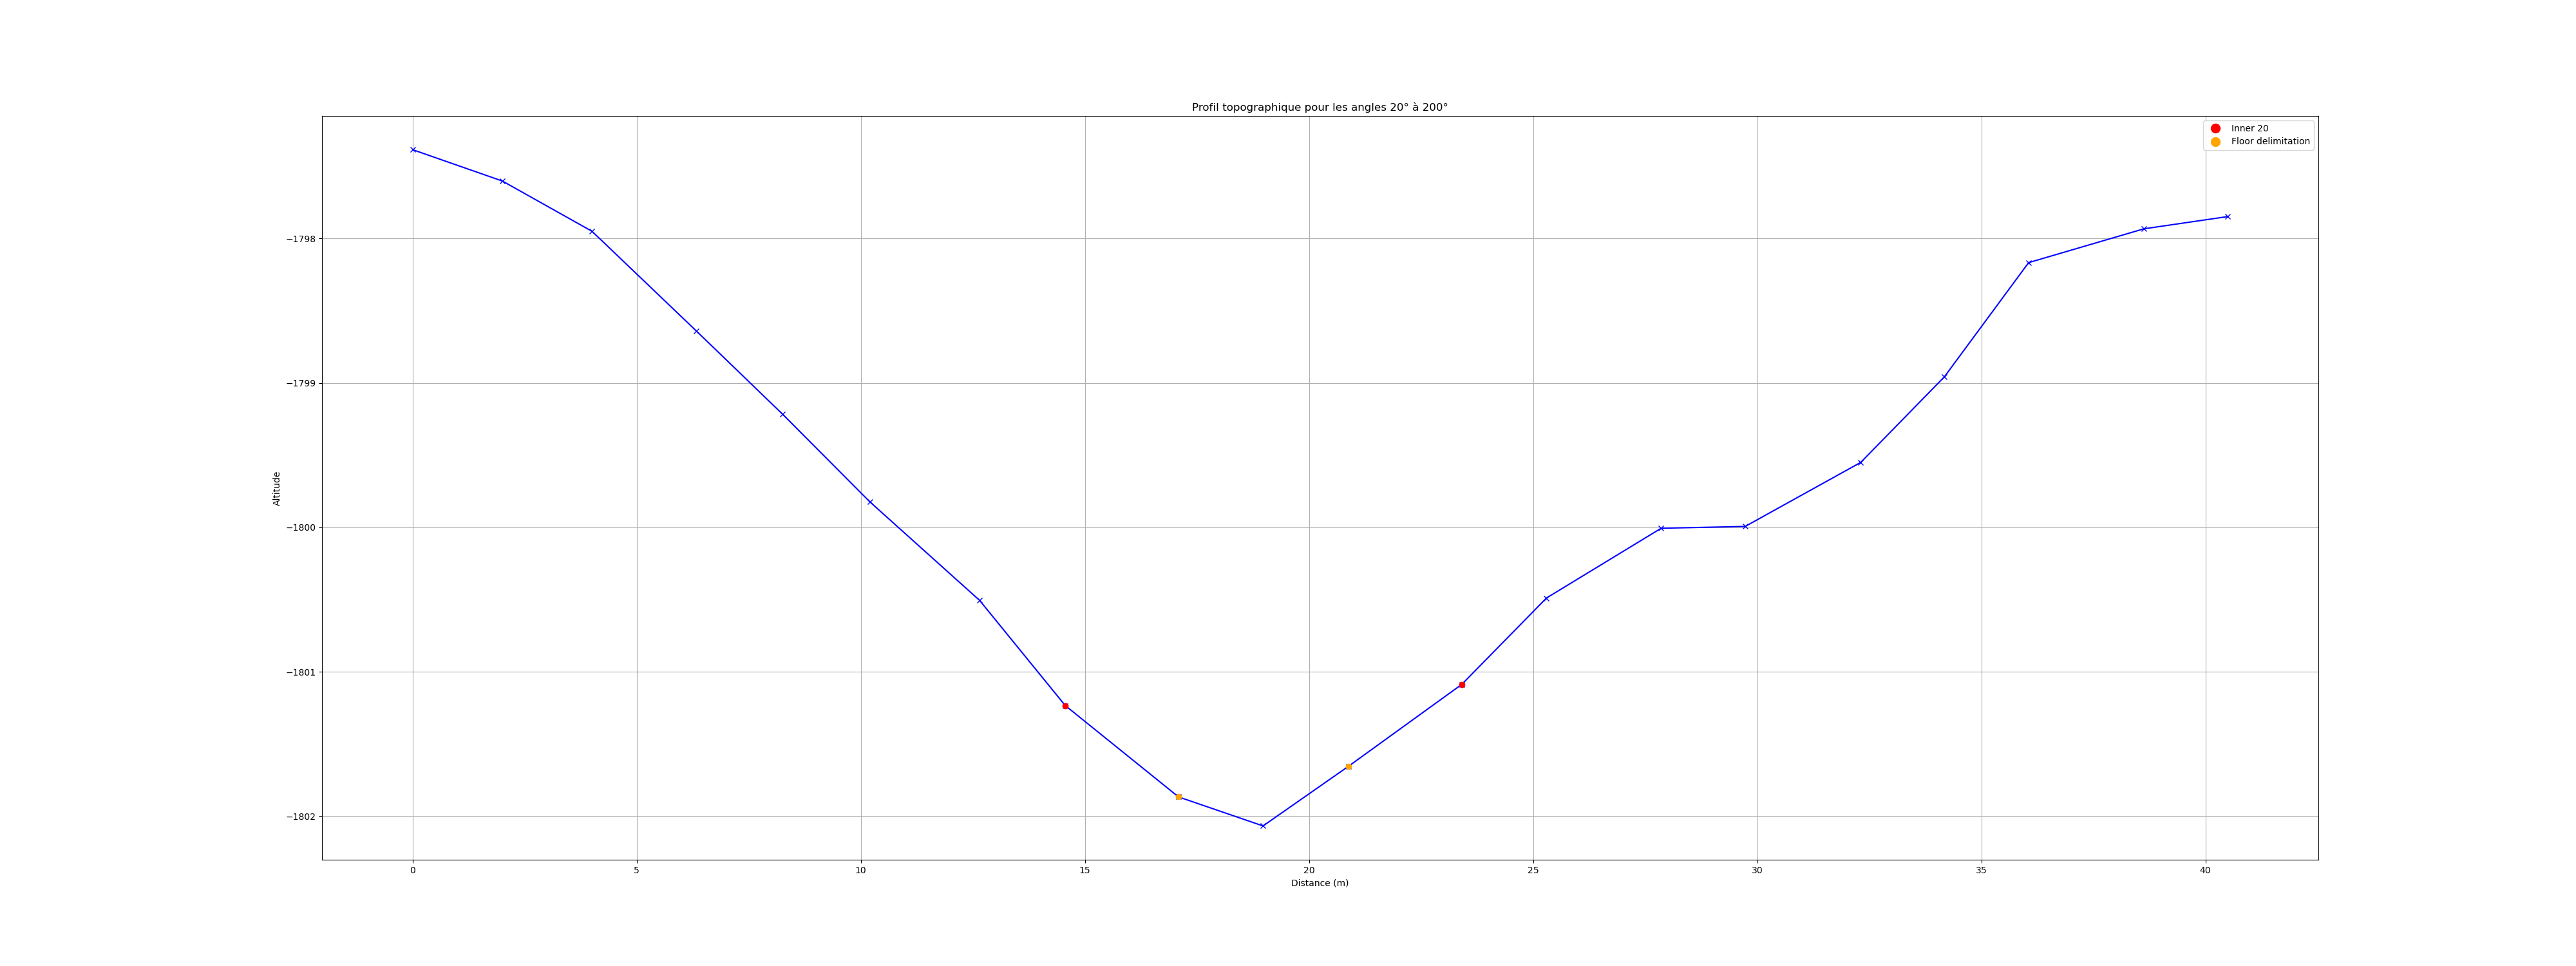 Profil topographique pour les angles 20° à 200°
Inner 20
Floor delimitation
−1798
−1799
−1800
−1801
−1802
Altitude
0 5 10 15 20 25 30 35 40
Distance (m)